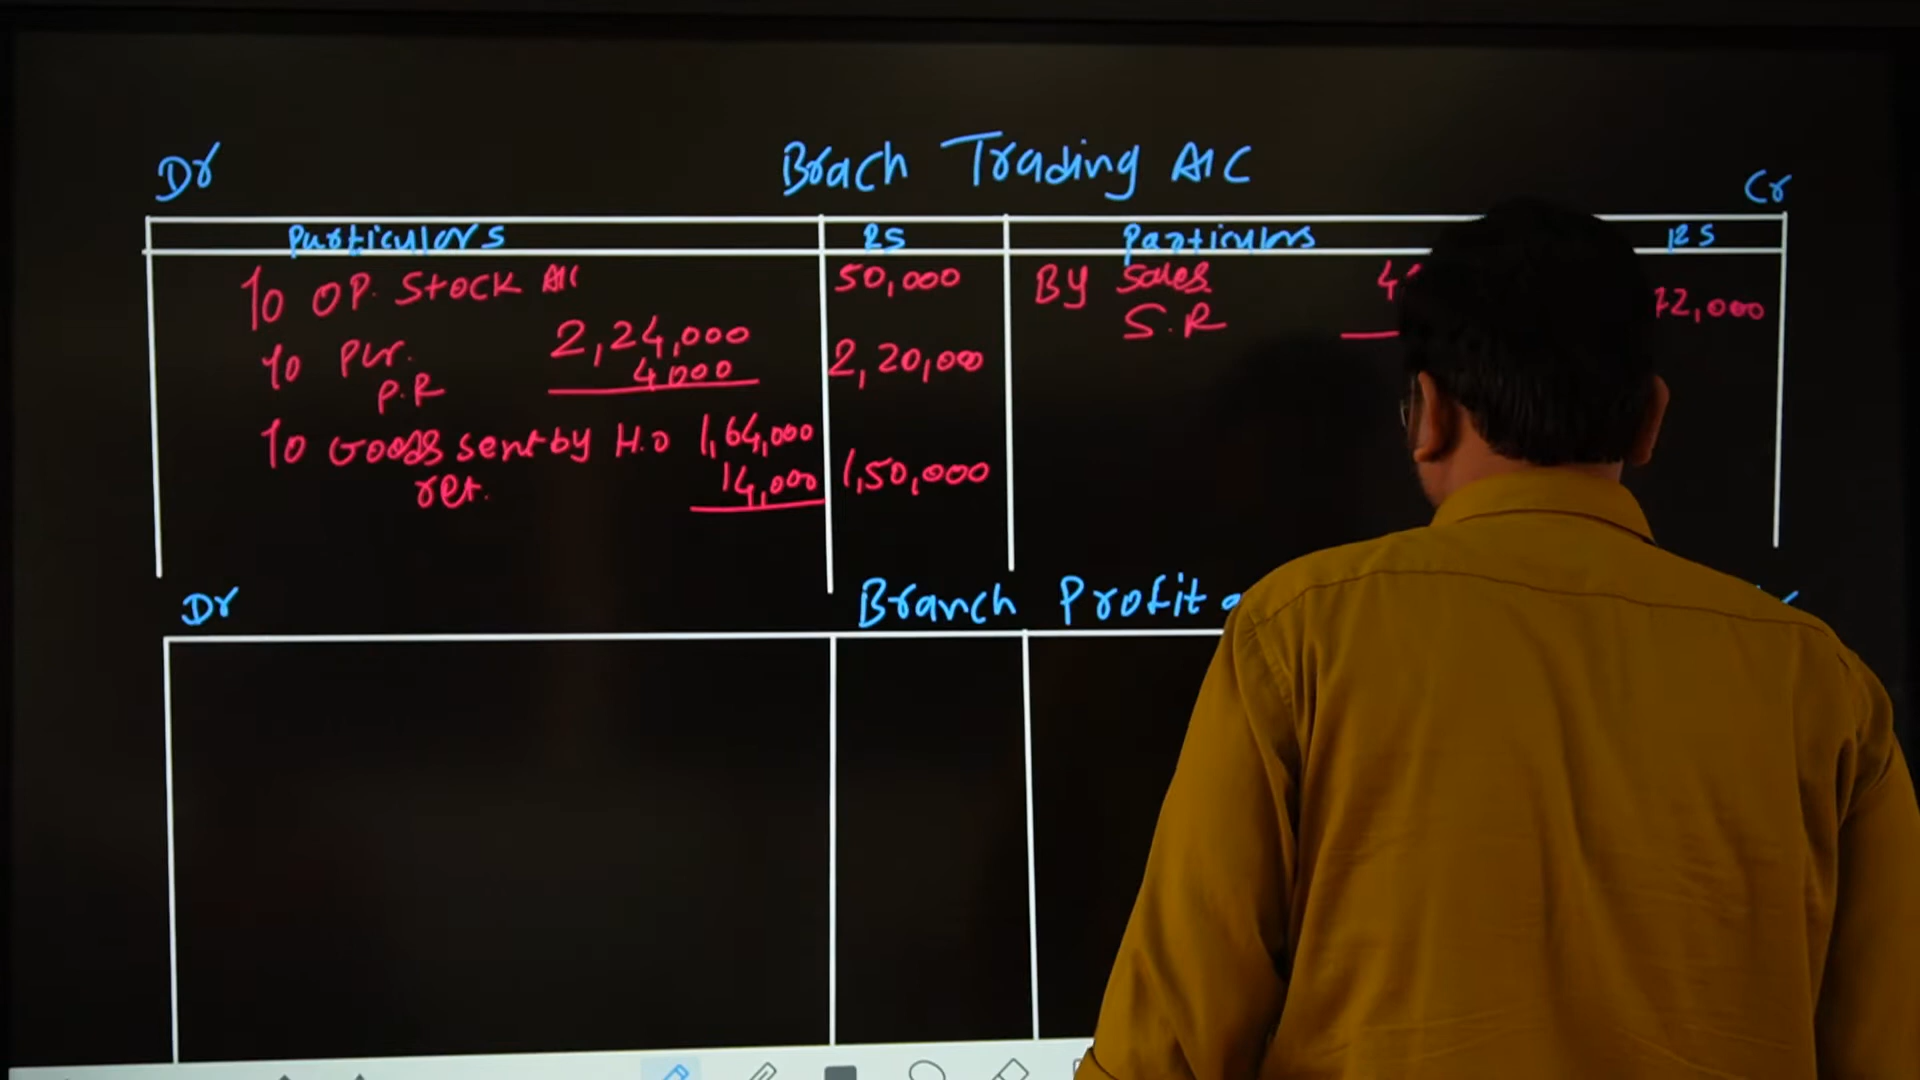 Dr Brach Trading A/C Cr
Particulars RS Particulars RS
To OP. Stock A/C 50,000 By Sales
S.R 72,000
To Pur. 2,24,000 2,20,000
P.R 4,000
To Goods sent by H.O 1,64,000
ret. 14,000 1,50,000
Dr Branch Profit